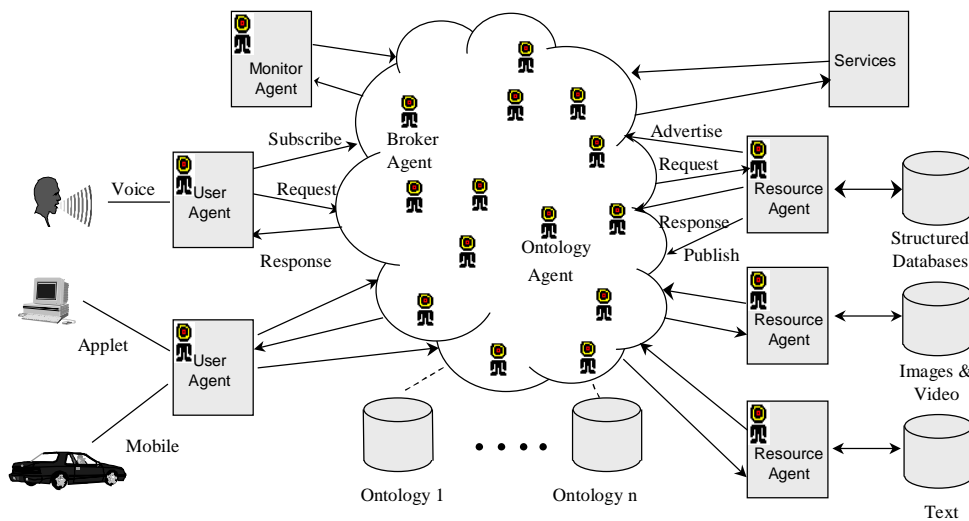 Monitor
Agent
Services
Subscribe
Broker
Agent
Advertise
Voice
User
Agent
Request
Request
Resource
Agent
Response
Response
Publish
Ontology
Agent
Structured
Databases
Applet
User
Agent
Resource
Agent
Images &
Video
Mobile
Resource
Agent
Ontology 1
Ontology n
Text